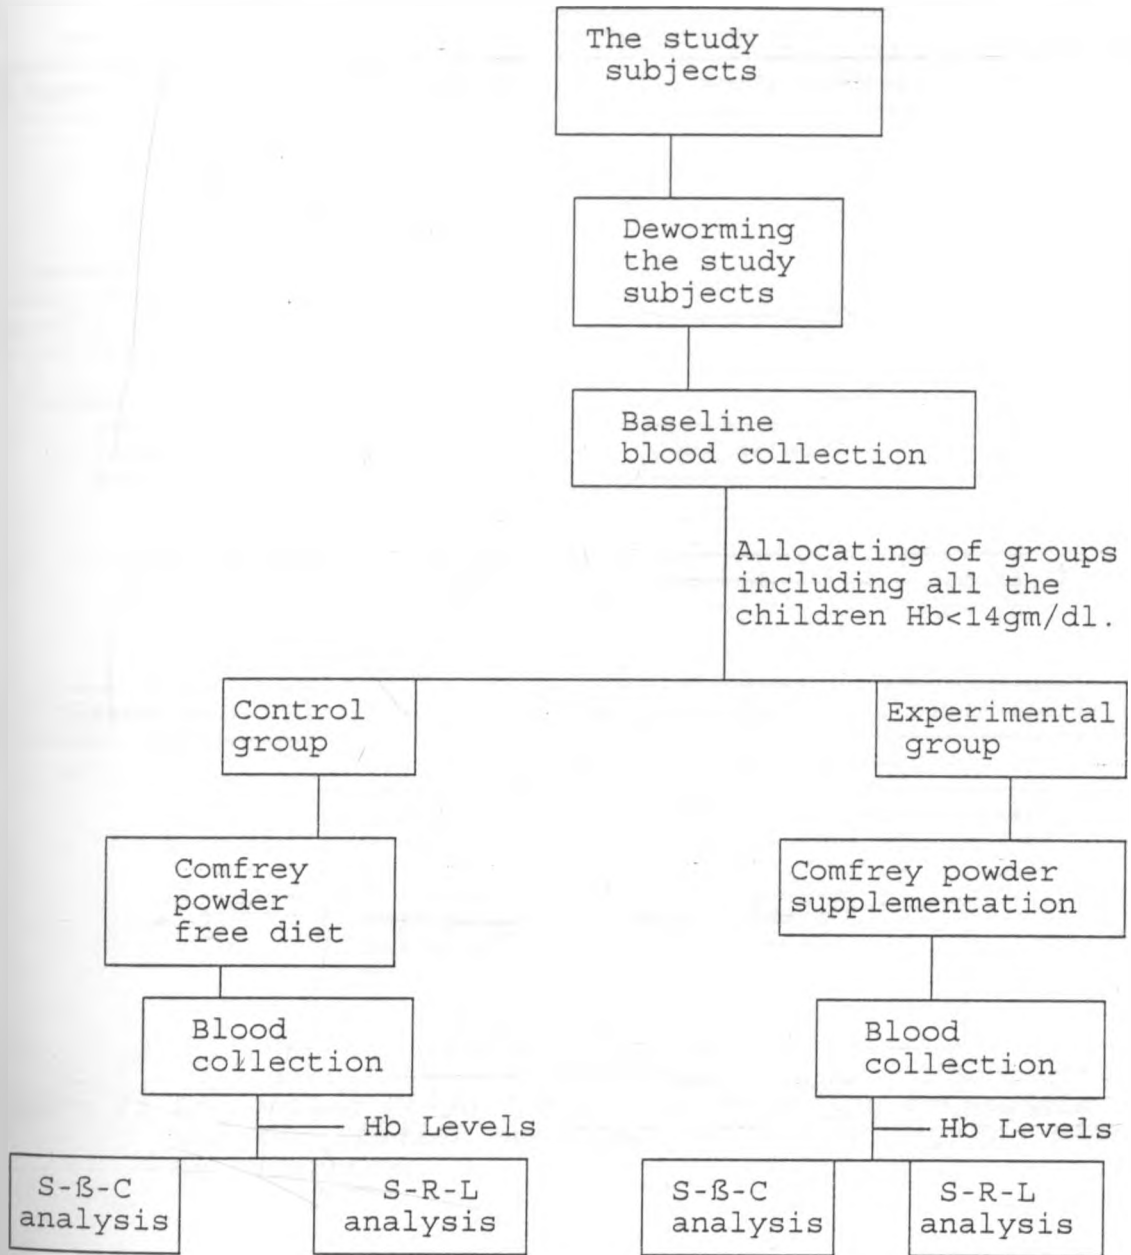 The study
subjects
Deworming
the study
subjects
Baseline
blood collection
Allocating of groups
including all the
children Hb<14gm/dl.
Control
group
Experimental
group
Comfrey
powder
free diet
Comfrey powder
supplementation
Blood
collection
Blood
collection
Hb Levels
Hb Levels
S-ß-C
analysis
S-R-L
analysis
S-ß-C
analysis
S-R-L
analysis